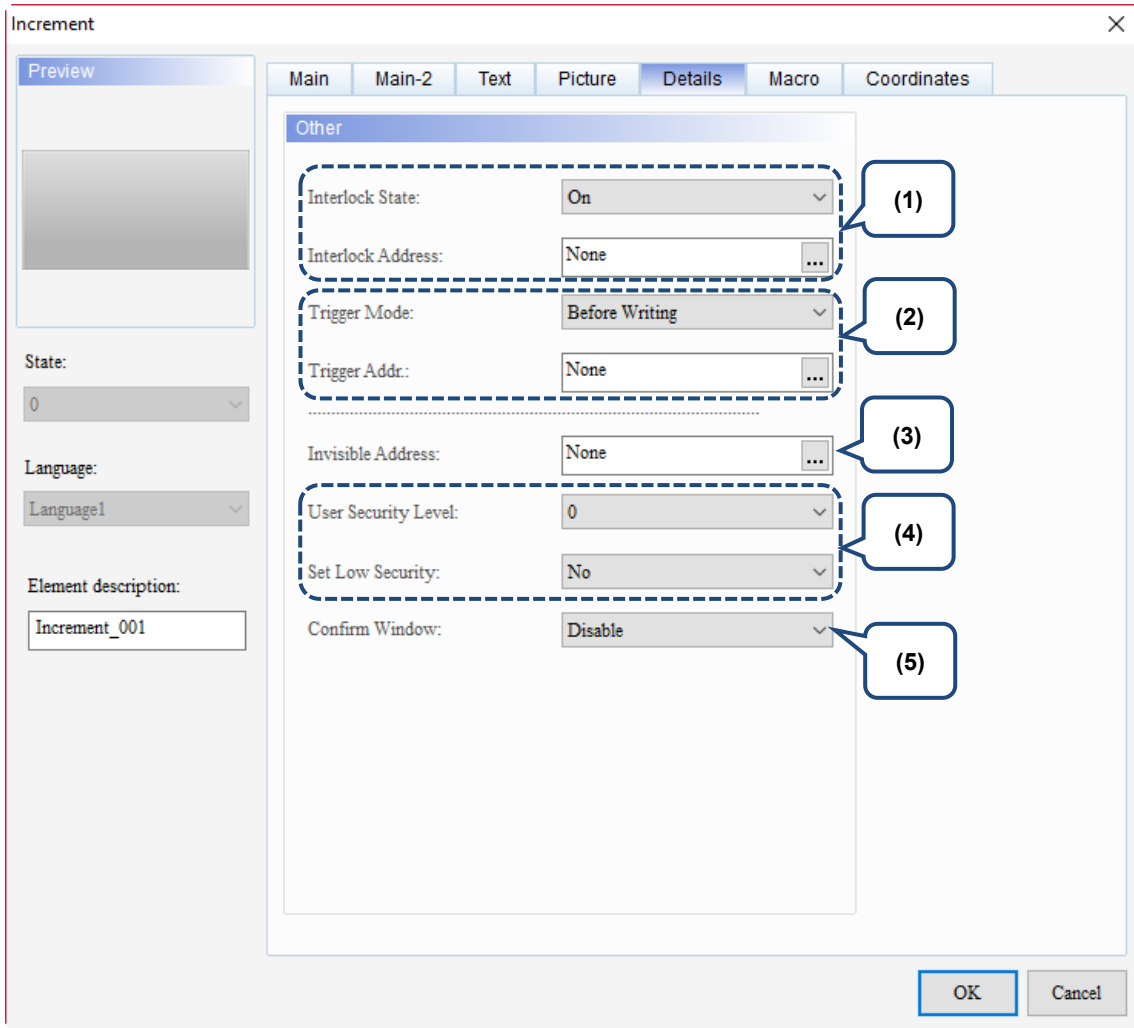 Increment
Preview
Main Main-2 Text Picture Details Macro Coordinates
Other
Interlock State: On
(1)
Interlock Address: None ...
Trigger Mode: Before Writing
(2)
Trigger Addr.: None ...
Invisible Address: None ...
(3)
User Security Level: 0
(4)
Set Low Security: No
Confirm Window: Disable
(5)
State:
0
Language:
Language1
Element description:
Increment_001
OK Cancel